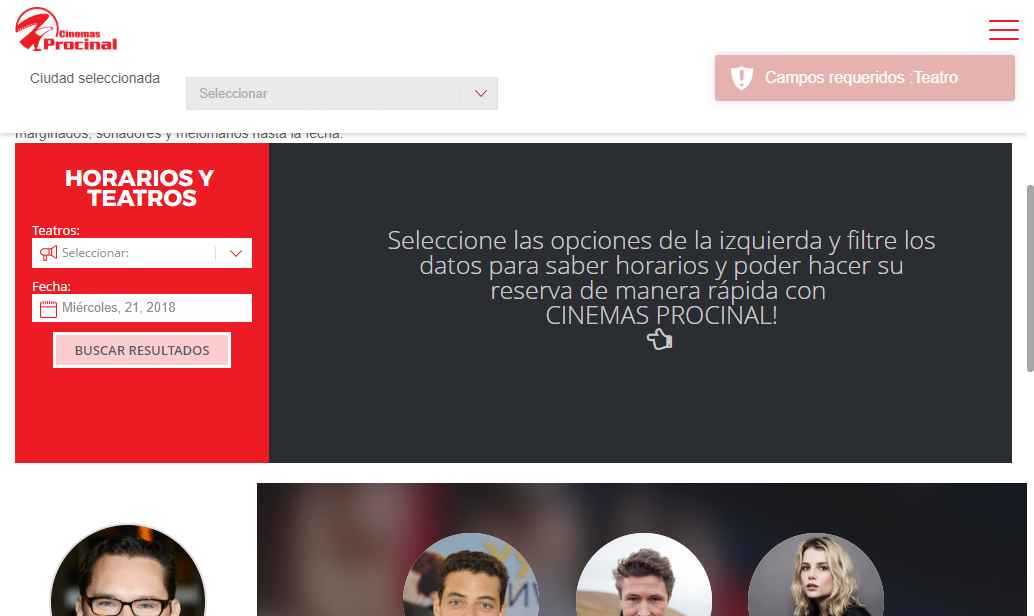 Cinemas
Procinal
Ciudad seleccionada
Seleccionar
Campos requeridos :Teatro
marginados, soñadores y melómanos hasta la fecha.
HORARIOS Y
TEATROS
Teatros:
Seleccionar:
Fecha:
Miércoles, 21, 2018
BUSCAR RESULTADOS
Seleccione las opciones de la izquierda y filtre los
datos para saber horarios y poder hacer su
reserva de manera rápida con
CINEMAS PROCINAL!